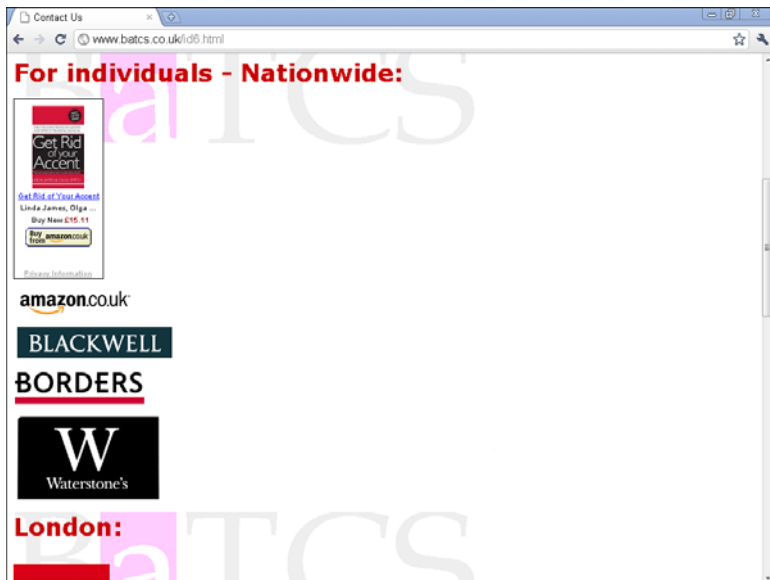 Contact Us
www.batcs.co.uk/id6.html
BaTCS
For individuals - Nationwide:
Get Rid
of your
Accent
Get Rid of Your Accent
Linda James, Olga ...
Buy New £15.11
Buy from amazon.co.uk
Privacy Information
amazon.co.uk
BLACKWELL
BORDERS
W
Waterstone's
BaTCS
London: